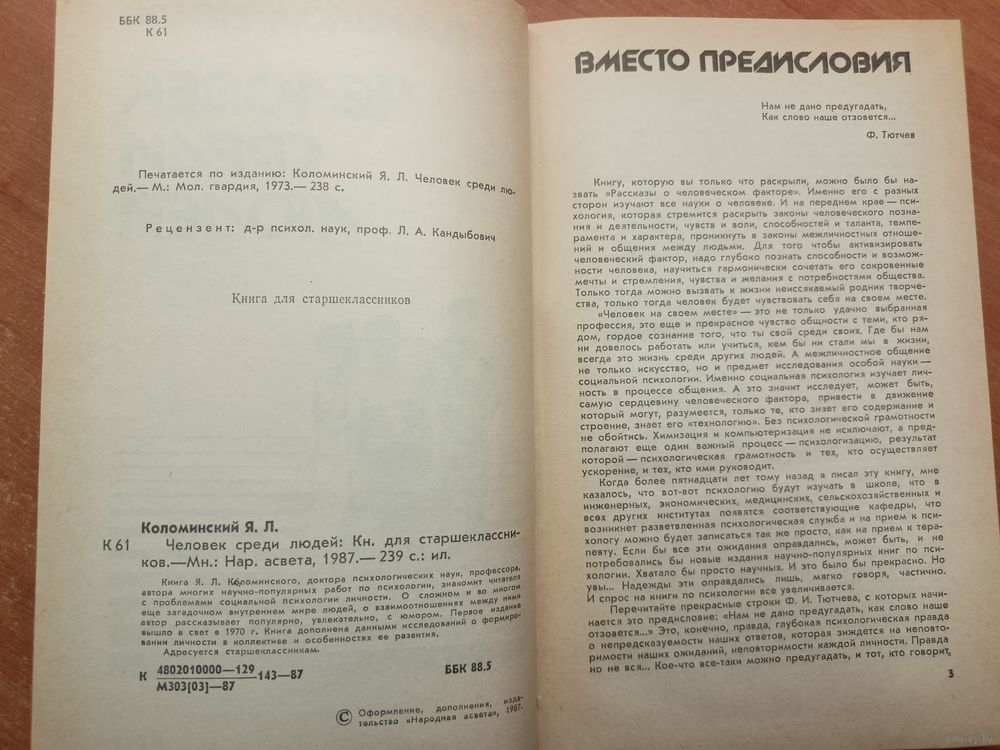 ББК 88.5
К 61
Печатается по изданию: Коломинский Я. Л. Человек среди лю-
дей.— М.: Мол. гвардия, 1973.— 238 с.
Рецензент: д-р психол. наук, проф. Л. А. Кандыбович
Книга для старшеклассников
Коломинский Я. Л.
К 61 Человек среди людей: Кн. для старшеклассни-
ков.—Мн.: Нар. асвета, 1987.— 239 с.: ил.
Книга Я. Л. Коломинского, доктора психологических наук, профессора,
автора многих научно-популярных работ по психологии, знакомит читателя
с проблемами социальной психологии личности. О сложном и во многом
еще загадочном внутреннем мире людей, о взаимоотношениях между ними
автор рассказывает популярно, увлекательно, с юмором. Первое издание
вышло в свет в 1970 г. Книга дополнена данными исследований о формиро-
вании личности в коллективе и особенностях ее развития.
Адресуется старшеклассникам.
К 4802010000—129
М303[03]—87
143—87
ББК 88.5
© Оформление, дополнения, изда-
тельство «Народная асвета», 1987.
ВМЕСТО ПРЕДИСЛОВИЯ
Нам не дано предугадать,
Как слово наше отзовется...
Ф. Тютчев
Книгу, которую вы только что раскрыли, можно было бы на-
звать «Рассказы о человеческом факторе». Именно его с разных
сторон изучают все науки о человеке. И на переднем крае — пси-
хология, которая стремится раскрыть законы человеческого позна-
ния и деятельности, чувств и воли, способностей и таланта, темпе-
рамента и характера, проникнуть в законы межличностных отноше-
ний и общения между людьми. Для того чтобы активизировать
человеческий фактор, надо глубоко познать способности и возмож-
ности человека, научиться гармонически сочетать его сокровенные
мечты и стремления, чувства и желания с потребностями общества.
Только тогда можно вызвать к жизни неиссякаемый родник творче-
ства, только тогда человек будет чувствовать себя на своем месте.
«Человек на своем месте» — это не только удачно выбранная
профессия, это еще и прекрасное чувство общности с теми, кто ря-
дом, гордое сознание того, что ты свой среди своих. Где бы нам
ни довелось работать или учиться, кем бы ни стали мы в жизни,
всегда это жизнь среди других людей. А межличностное общение
не только искусство, но и предмет исследования особой науки —
социальной психологии. Именно социальная психология изучает лич-
ность в процессе общения. А это значит исследует, может быть,
самую сердцевину человеческого фактора, привести в движение
который могут, разумеется, только те, кто знает его содержание и
строение, знает его «технологию». Без психологической грамотности
не обойтись. Химизация и компьютеризация не исключают, а пред-
полагают еще один важный процесс — психологизацию, результат
которой — психологическая грамотность и тех, кто осуществляет
ускорение, и тех, кто ими руководит.
Когда более пятнадцати лет тому назад я писал эту книгу, мне
казалось, что вот-вот психологию будут изучать в школе, что в
инженерных, экономических, медицинских, сельскохозяйственных и
всех других институтах появятся соответствующие кафедры, что
возникнет разветвленная психологическая служба и на прием к пси-
хологу можно будет записаться так же просто, как на прием к тера-
певту. Если бы все эти ожидания оправдались, может быть, и не
потребовались бы новые издания научно-популярных книг по пси-
хологии. Хватало бы просто научных. И это было бы прекрасно. Но
увы... Надежды эти оправдались лишь, мягко говоря, частично.
И спрос на книги по психологии все увеличивается.
Перечитайте прекрасные строки Ф. И. Тютчева, с которых начи-
нается это предисловие: «Нам не дано предугадать, как слово наше
отзовется...» Это, конечно, правда, глубокая психологическая правда
о непредсказуемости наших ответов, которая зиждется на неповто-
римости наших ожиданий, неповторимости каждой личности. Правда
но не вся... Кое-что все-таки можно предугадать, и тот, кто говорит,
3
www.ay.by